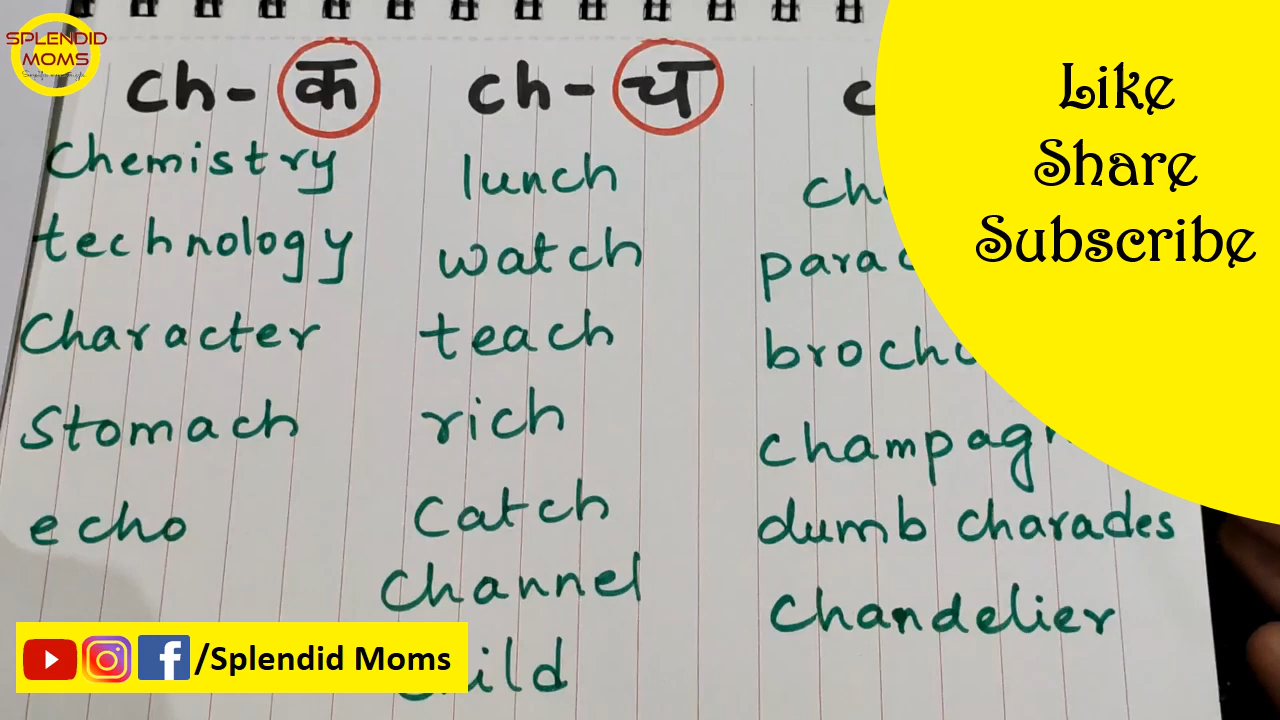 SPLENDID
MOMS
ch- क
Chemistry
technology
Character
Stomach
echo
ch- च
lunch
watch
teach
rich
Catch
Channel
dumb charades
Chandelier
Like
Share
Subscribe
/Splendid Moms